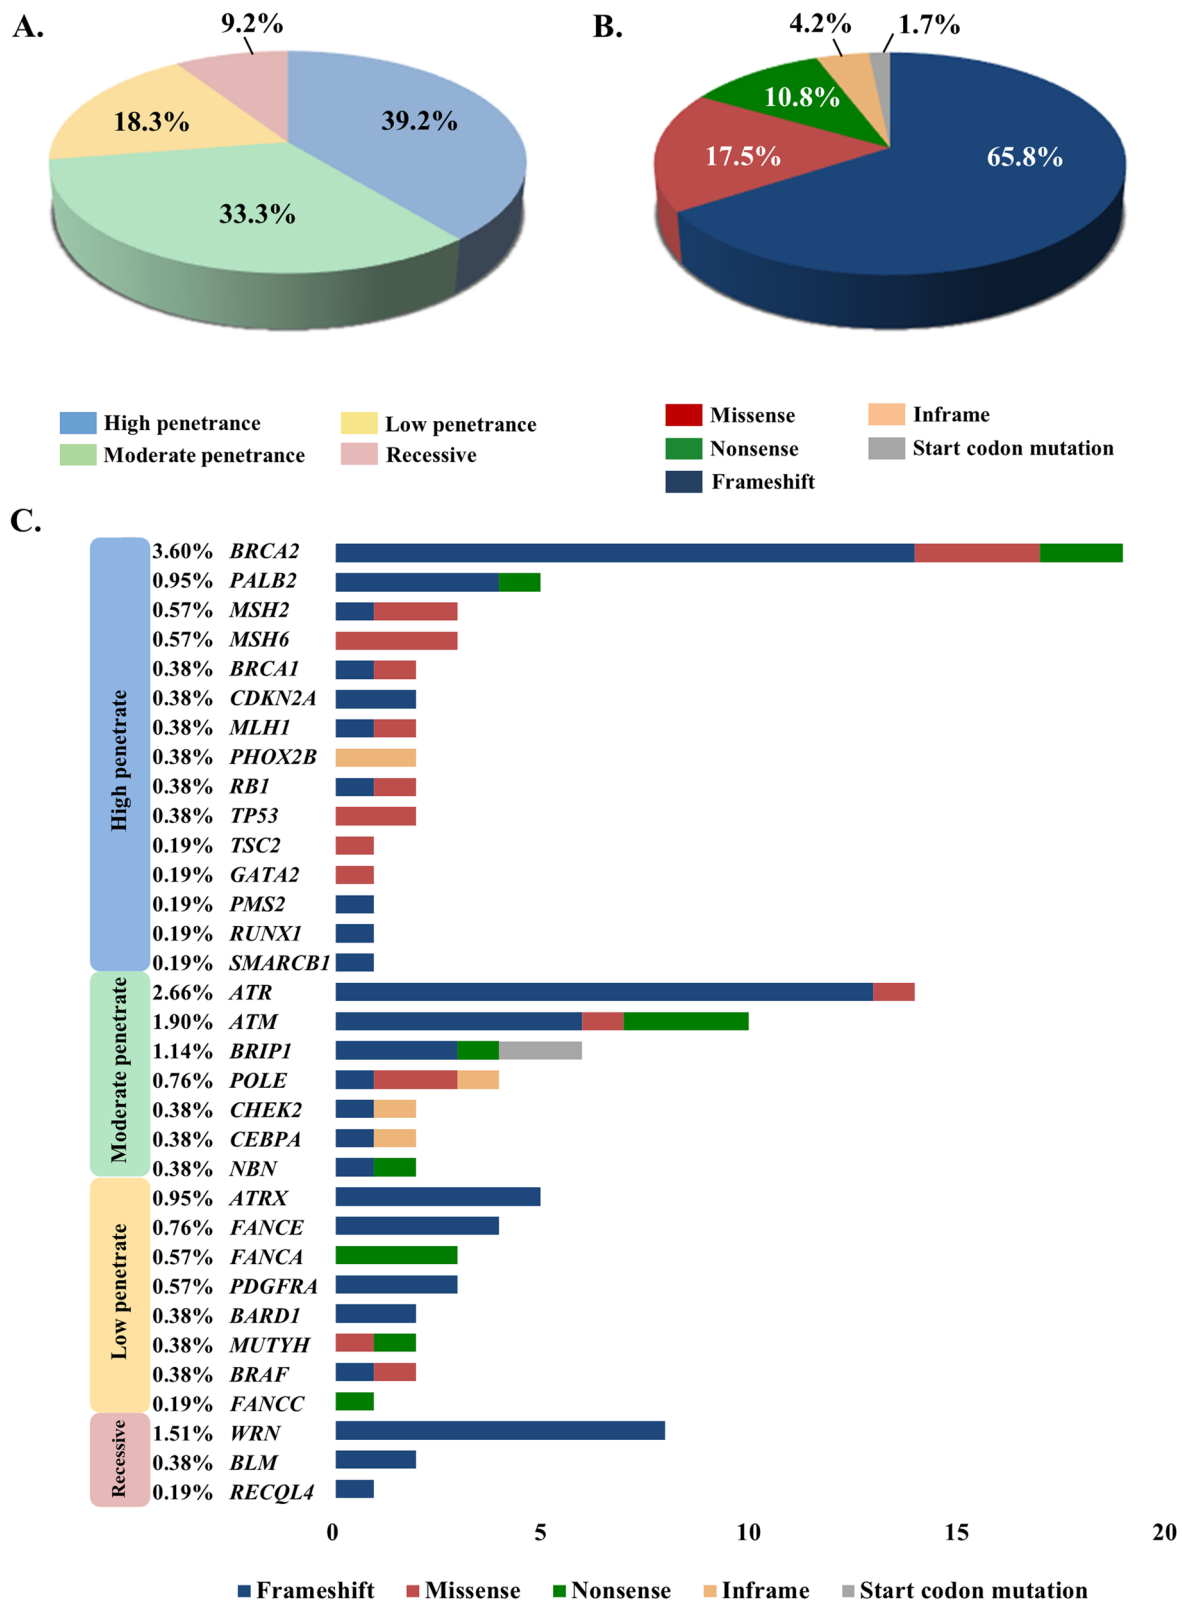 A.
9.2%
18.3%
39.2%
33.3%
High penetrance
Low penetrance
Moderate penetrance
Recessive
B.
4.2%
1.7%
10.8%
17.5%
65.8%
Missense
Inframe
Nonsense
Start codon mutation
Frameshift
C.
High penetrate
3.60% BRCA2
0.95% PALB2
0.57% MSH2
0.57% MSH6
0.38% BRCA1
0.38% CDKN2A
0.38% MLH1
0.38% PHOX2B
0.38% RB1
0.38% TP53
0.19% TSC2
0.19% GATA2
0.19% PMS2
0.19% RUNX1
0.19% SMARCB1
Moderate penetrate
2.66% ATR
1.90% ATM
1.14% BRIP1
0.76% POLE
0.38% CHEK2
0.38% CEBPA
0.38% NBN
Low penetrate
0.95% ATRX
0.76% FANCE
0.57% FANCA
0.57% PDGFRA
0.38% BARD1
0.38% MUTYH
0.38% BRAF
0.19% FANCC
Recessive
1.51% WRN
0.38% BLM
0.19% RECQL4
0 5 10 15 20
Frameshift Missense Nonsense Inframe Start codon mutation